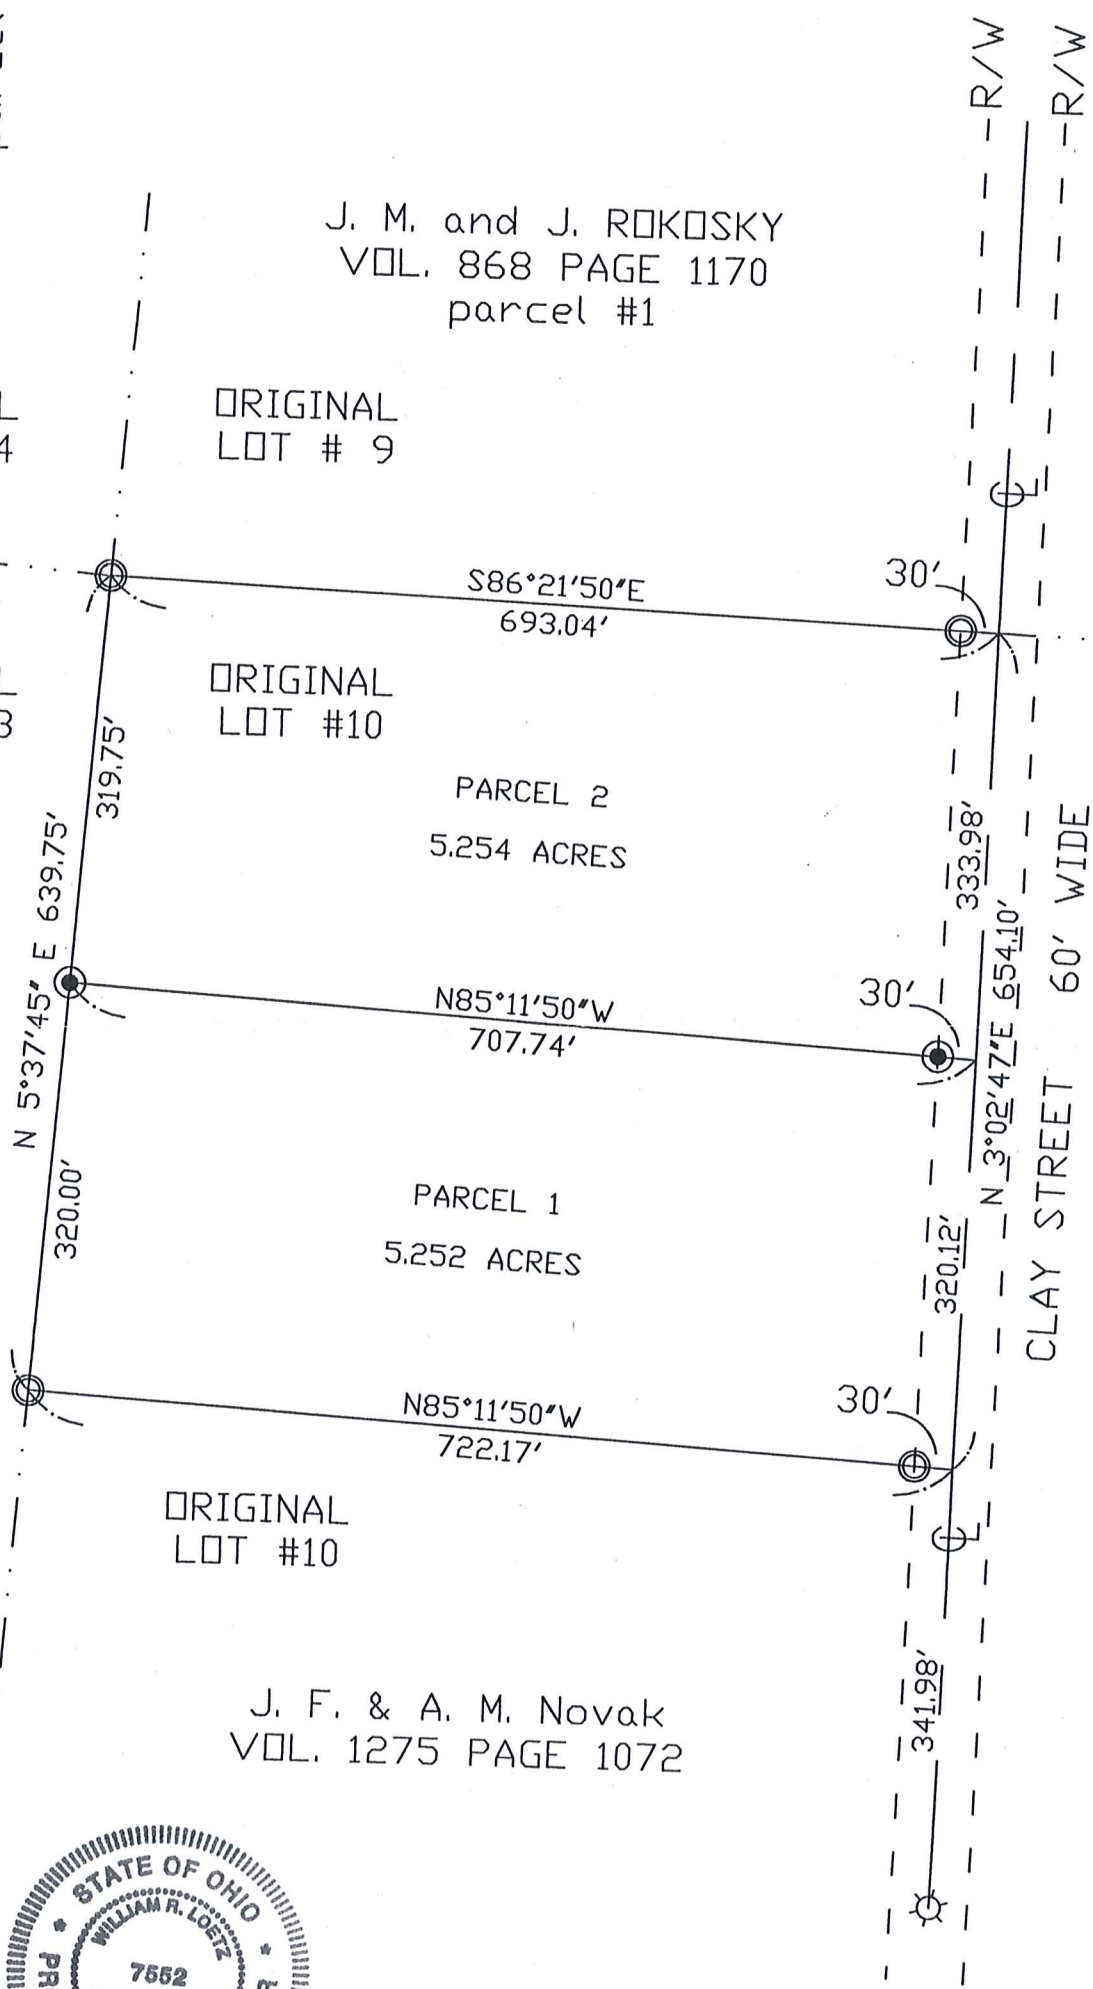 R/W
R/W
J. M. and J. ROKOSKY
VOL. 868 PAGE 1170
parcel #1
ORIGINAL
LOT # 9
L
4
S86°21'50"E
693.04'
30'
ORIGINAL
LOT #10
3
319.75'
PARCEL 2
5.254 ACRES
333.98'
N 5°37'45" E 639.75'
N85°11'50"W
707.74'
30'
N 3°02'47"E 654.10'
CLAY STREET 60' WIDE
PARCEL 1
5.252 ACRES
320.00'
320.12'
N85°11'50"W
722.17'
30'
ORIGINAL
LOT #10
341.98'
J. F. & A. M. Novak
VOL. 1275 PAGE 1072
STATE OF OHIO
WILLIAM R. LOETZ
7552
PR